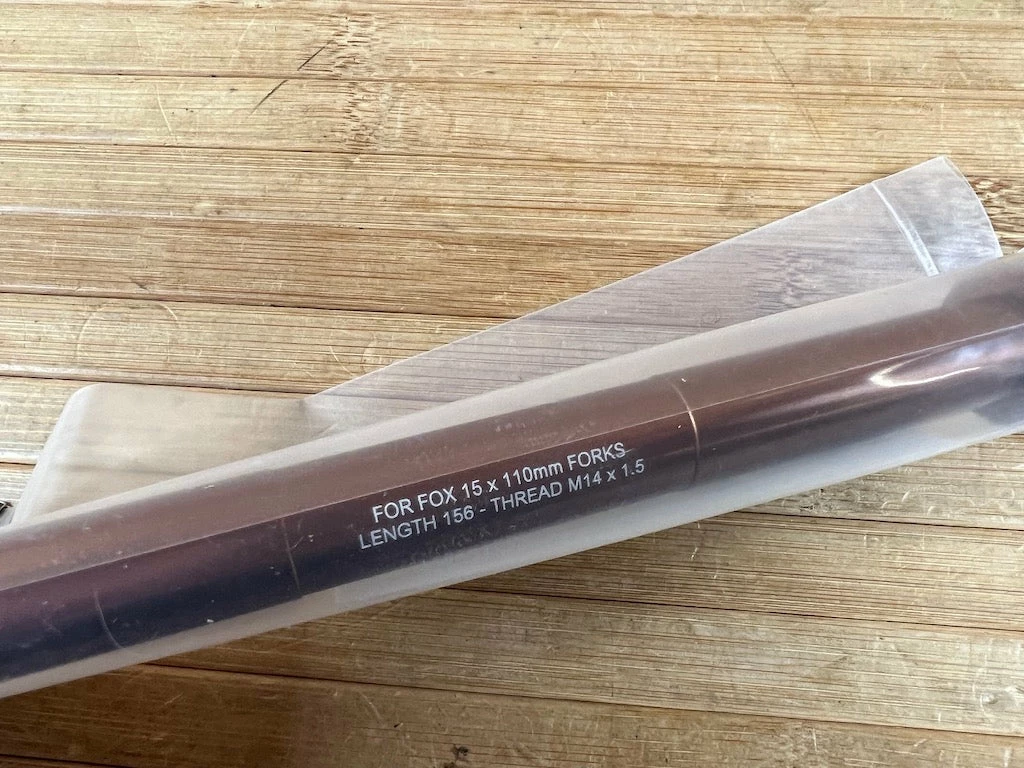 FOR FOX 15 x 110mm FORKS
LENGTH 156 - THREAD M14 x 1.5